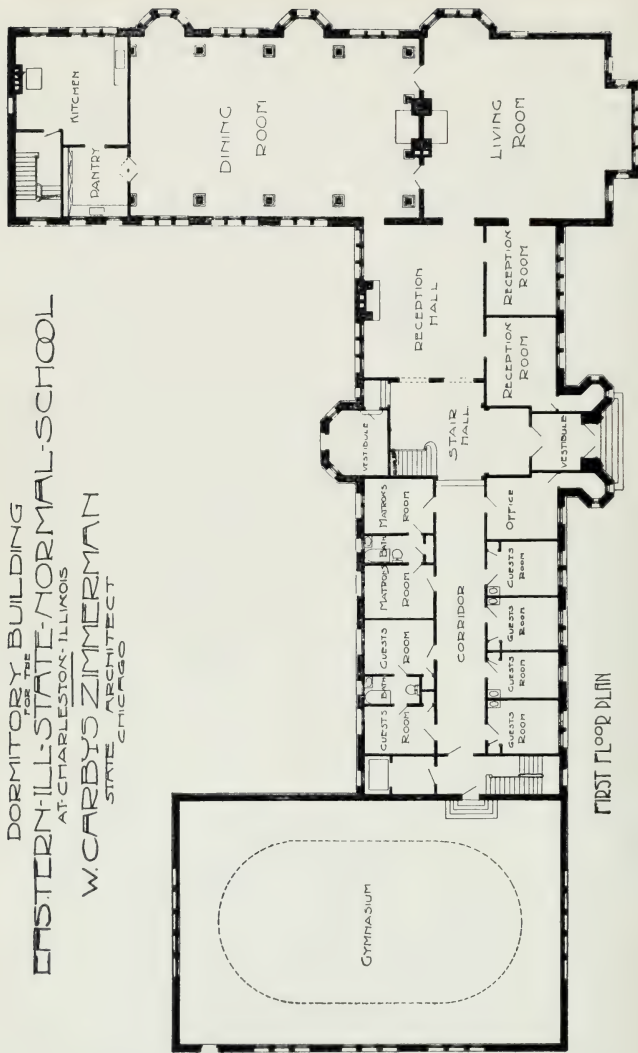 DORMITORY BUILDING
FOR THE
EASTERN-ILL-STATE-NORMAL-SCHOOL
AT-CHARLESTON-ILLINOIS
W. CARBYS ZIMMERMAN
STATE ARCHITECT
CHICAGO
KITCHEN
PANTRY
DINING
ROOM
LIVING
ROOM
RECEPTION
HALL
RECEPTION
ROOM
RECEPTION
ROOM
STAIR
HALL
VESTIBULE
VESTIBULE
MATRON'S
ROOM
BATH
MATRON'S
ROOM
GUESTS
ROOM
BATH
GUESTS
ROOM
CORRIDOR
OFFICE
GUESTS
ROOM
GUESTS
ROOM
GUESTS
ROOM
GUESTS
ROOM
GYMNASIUM
FIRST FLOOR PLAN